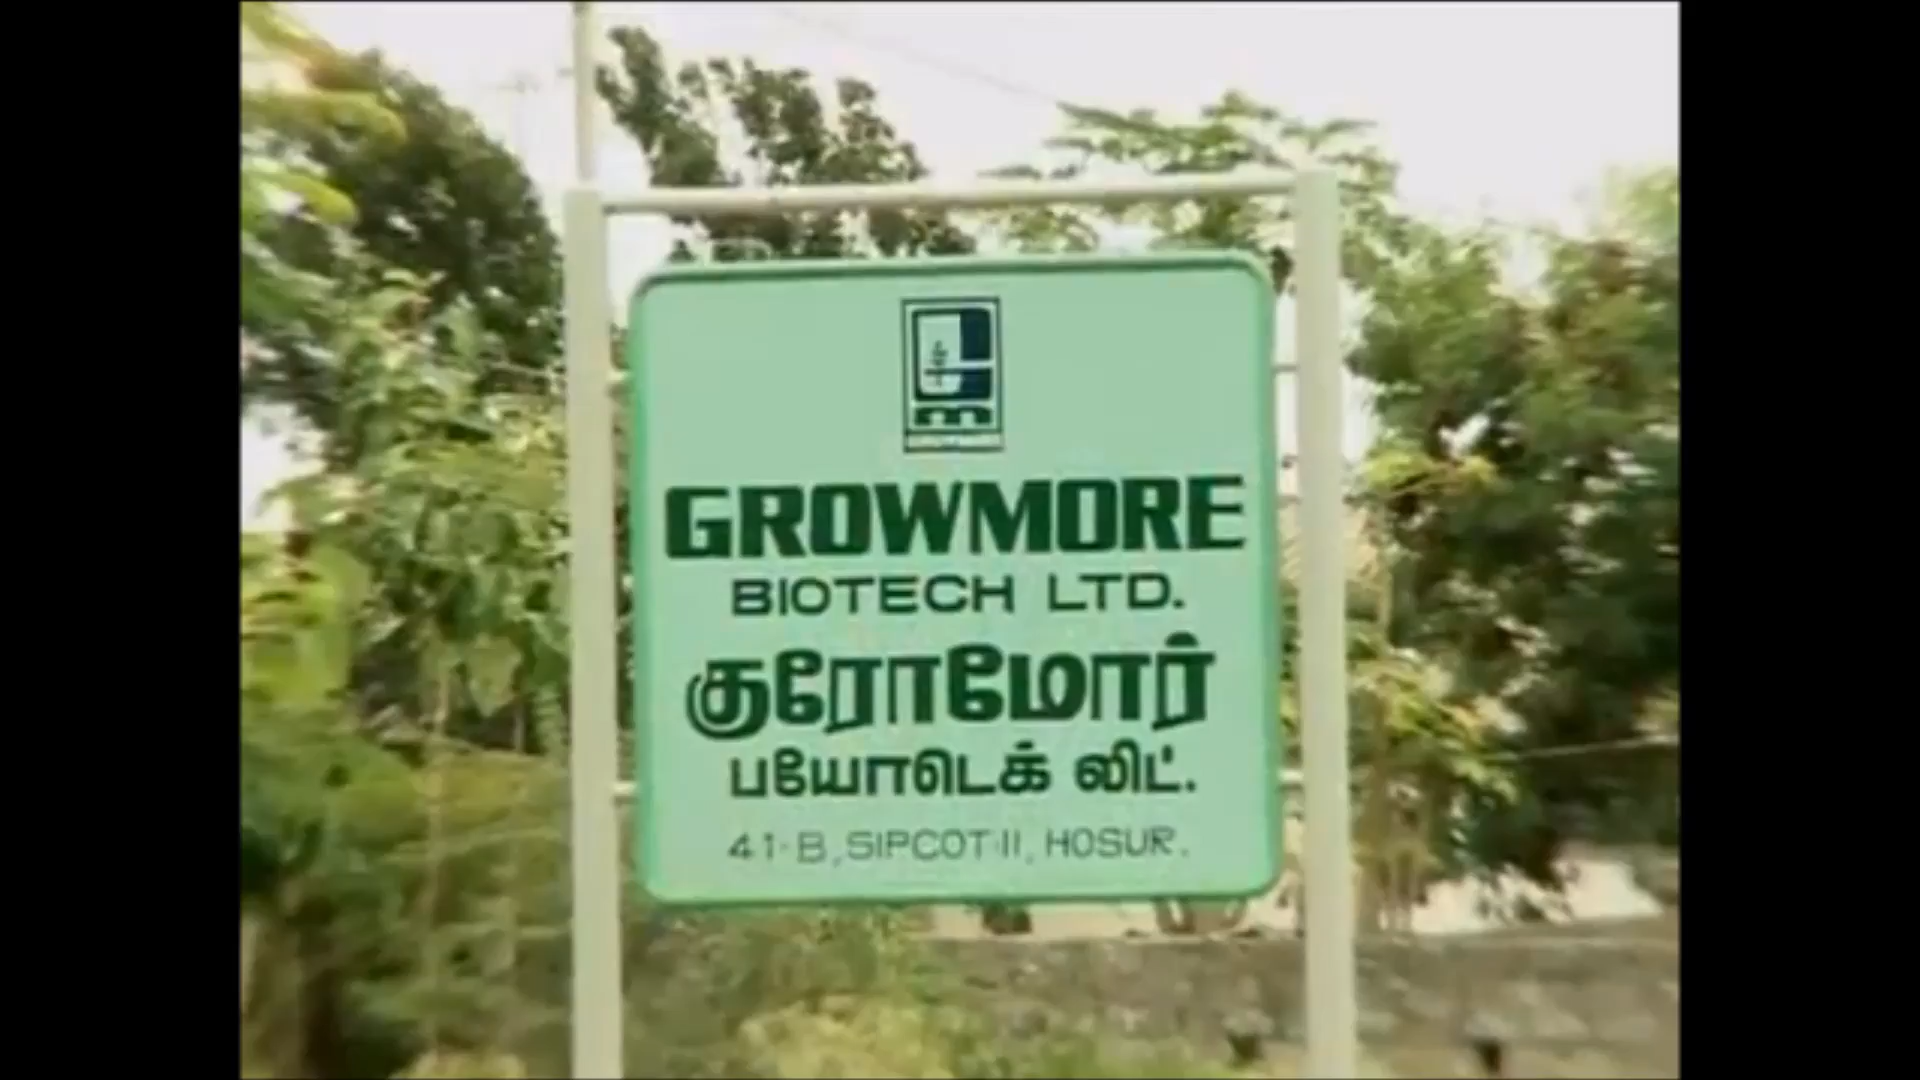 GROWMORE
BIOTECH LTD.
குரோமோர்
பயோடெக் லிட்.
41-B, SIPCOT-II, HOSUR.